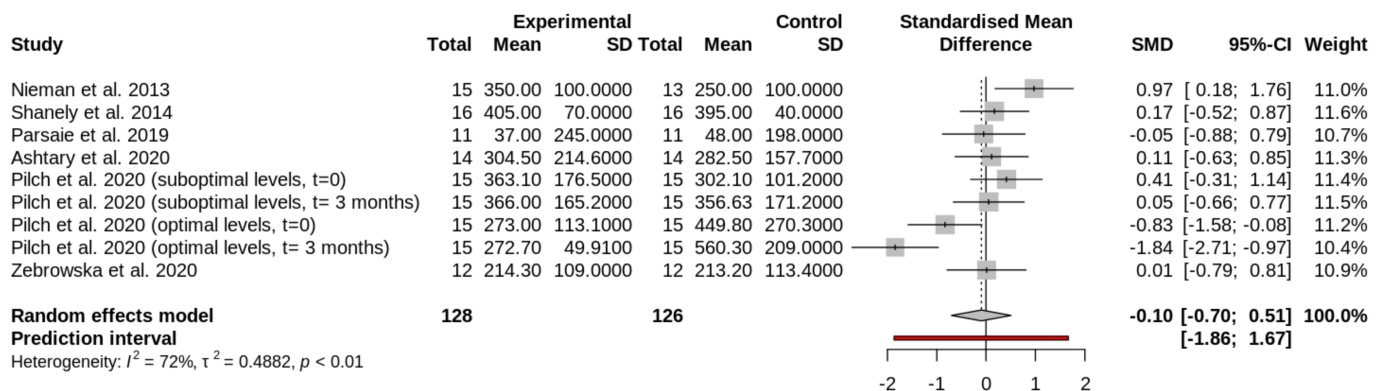 Experimental Control Standardised Mean
Study Total Mean SD Total Mean SD Difference SMD 95%-CI Weight
Nieman et al. 2013 15 350.00 100.0000 13 250.00 100.0000 0.97 [ 0.18; 1.76] 11.0%
Shanely et al. 2014 16 405.00 70.0000 16 395.00 40.0000 0.17 [-0.52; 0.87] 11.6%
Parsaie et al. 2019 11 37.00 245.0000 11 48.00 198.0000 -0.05 [-0.88; 0.79] 10.7%
Ashtary et al. 2020 14 304.50 214.6000 14 282.50 157.7000 0.11 [-0.63; 0.85] 11.3%
Pilch et al. 2020 (suboptimal levels, t=0) 15 363.10 176.5000 15 302.10 101.2000 0.41 [-0.31; 1.14] 11.4%
Pilch et al. 2020 (suboptimal levels, t= 3 months) 15 366.00 165.2000 15 356.63 171.2000 0.05 [-0.66; 0.77] 11.5%
Pilch et al. 2020 (optimal levels, t=0) 15 273.00 113.1000 15 449.80 270.3000 -0.83 [-1.58; -0.08] 11.2%
Pilch et al. 2020 (optimal levels, t= 3 months) 15 272.70 49.9100 15 560.30 209.0000 -1.84 [-2.71; -0.97] 10.4%
Zebrowska et al. 2020 12 214.30 109.0000 12 213.20 113.4000 0.01 [-0.79; 0.81] 10.9%
Random effects model 128 126 -0.10 [-0.70; 0.51] 100.0%
Prediction interval [-1.86; 1.67]
Heterogeneity: I² = 72%, τ² = 0.4882, p < 0.01
-2 -1 0 1 2